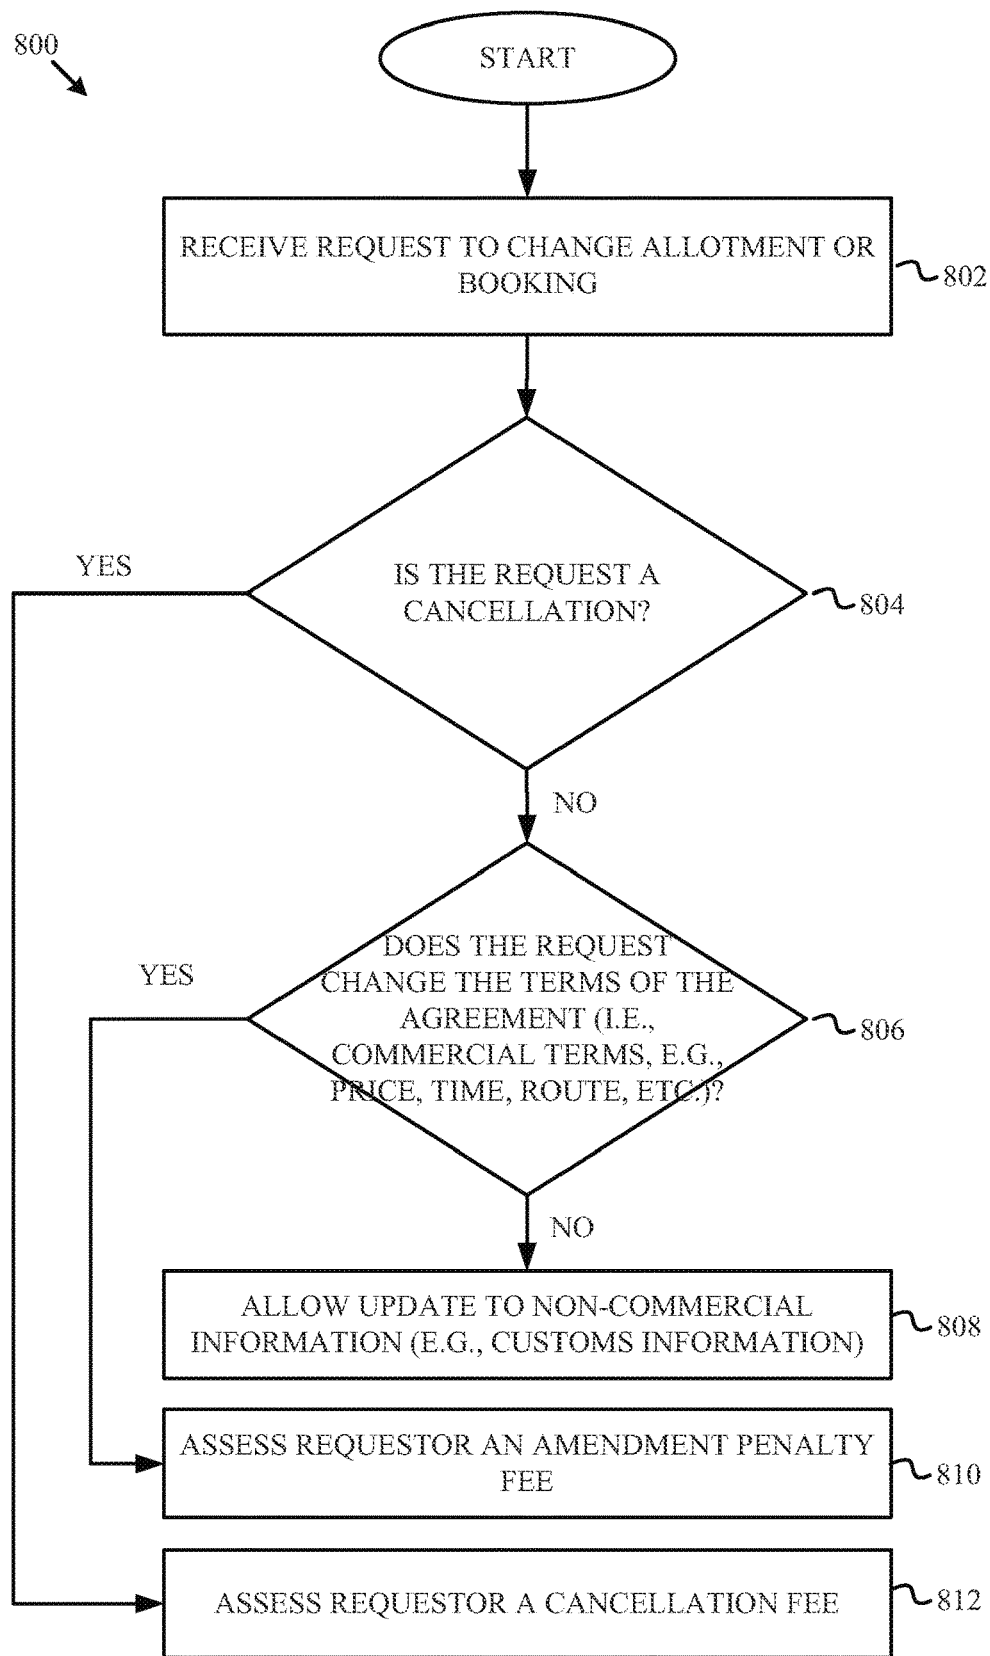 800
START
RECEIVE REQUEST TO CHANGE ALLOTMENT OR
BOOKING
802
YES
IS THE REQUEST A
CANCELLATION?
804
NO
YES
DOES THE REQUEST
CHANGE THE TERMS OF THE
AGREEMENT (I.E.,
COMMERCIAL TERMS, E.G.,
PRICE, TIME, ROUTE, ETC.)?
806
NO
ALLOW UPDATE TO NON-COMMERCIAL
INFORMATION (E.G., CUSTOMS INFORMATION)
808
ASSESS REQUESTOR AN AMENDMENT PENALTY
FEE
810
ASSESS REQUESTOR A CANCELLATION FEE
812